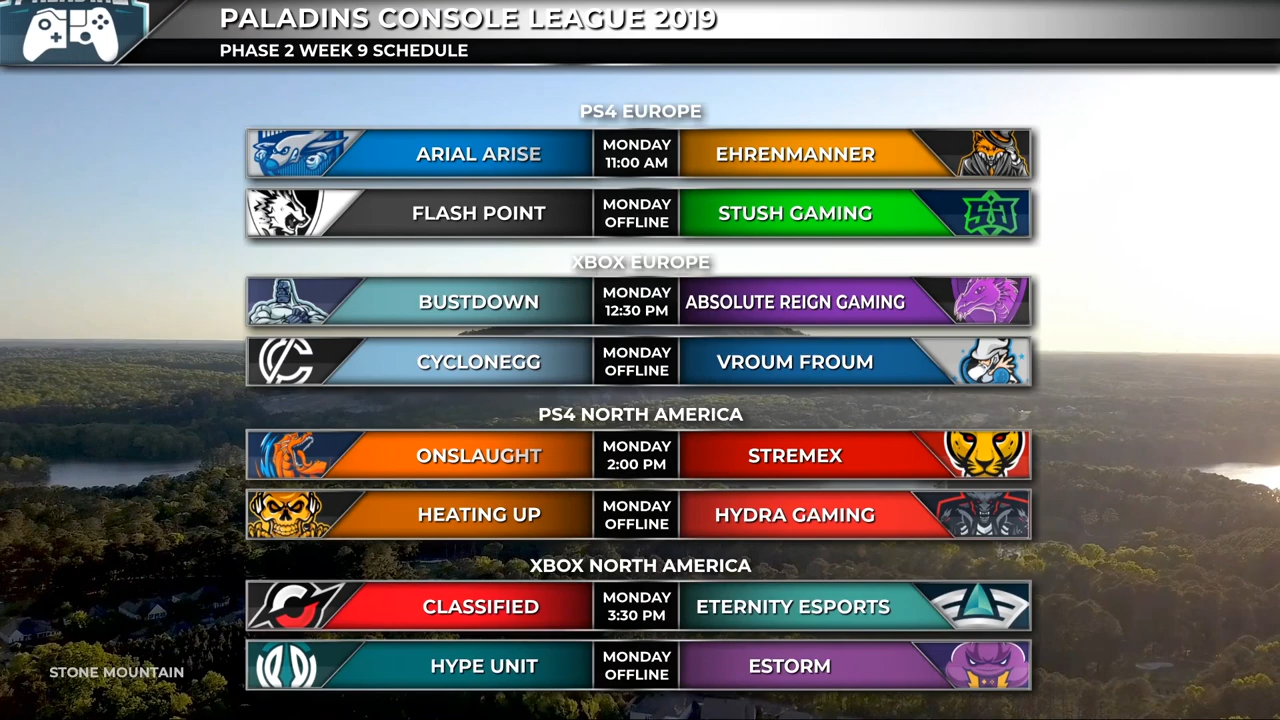 PALADINS CONSOLE LEAGUE 2019
PHASE 2 WEEK 9 SCHEDULE
PS4 EUROPE
ARIAL ARISE MONDAY 11:00 AM EHRENMANNER
FLASH POINT MONDAY OFFLINE STUSH GAMING
XBOX EUROPE
BUSTDOWN MONDAY 12:30 PM ABSOLUTE REIGN GAMING
CYCLONEGG MONDAY OFFLINE VROUM FROUM
PS4 NORTH AMERICA
ONSLAUGHT MONDAY 2:00 PM STREMEX
HEATING UP MONDAY OFFLINE HYDRA GAMING
XBOX NORTH AMERICA
CLASSIFIED MONDAY 3:30 PM ETERNITY ESPORTS
HYPE UNIT MONDAY OFFLINE ESTORM
STONE MOUNTAIN